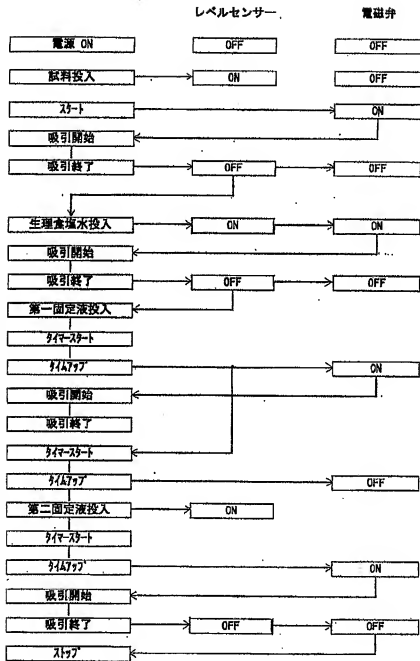 レベルセンサー 電磁弁
電源 ON OFF OFF
試料投入 ON OFF
スタート ON
吸引開始
吸引終了 OFF OFF
生理食塩水投入 ON ON
吸引開始
吸引終了 OFF OFF
第一固定液投入
タイマースタート
タイムアップ ON
吸引開始
吸引終了
タイマースタート
タイムアップ OFF
第二固定液投入 ON
タイマースタート
タイムアップ ON
吸引開始
吸引終了 OFF OFF
ストップ